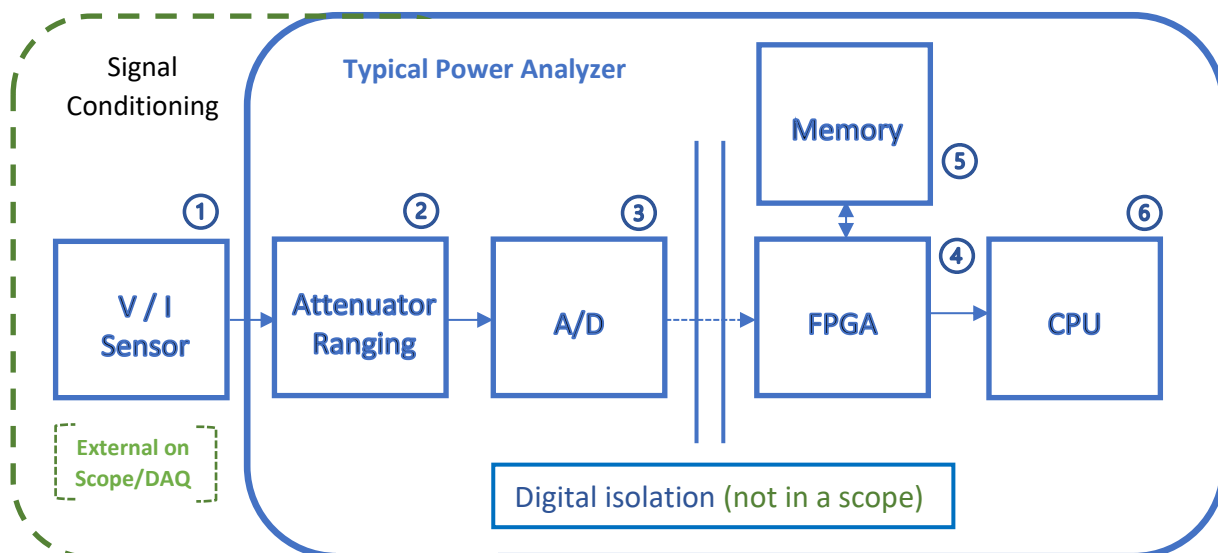 Signal
Conditioning
Typical Power Analyzer
Memory
⑤
①
②
③
④
⑥
V / I
Sensor
Attenuator
Ranging
A/D
FPGA
CPU
External on
Scope/DAQ
Digital isolation (not in a scope)